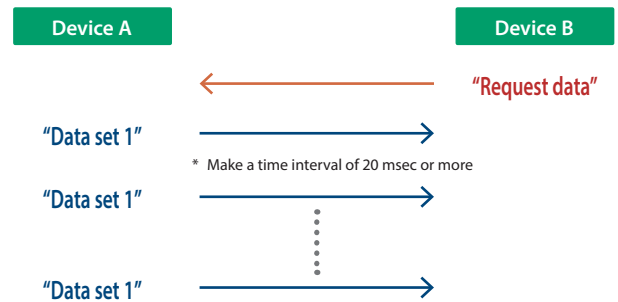 Device A
Device B
“Request data”
“Data set 1”
* Make a time interval of 20 msec or more
“Data set 1”
“Data set 1”